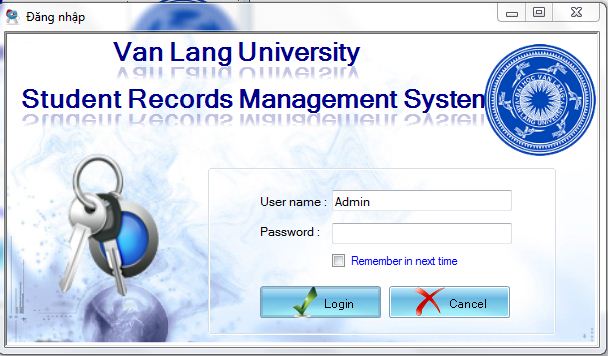 Đăng nhập
Van Lang University
Student Records Management System
User name :
Admin
Password :
Remember in next time
Login
Cancel